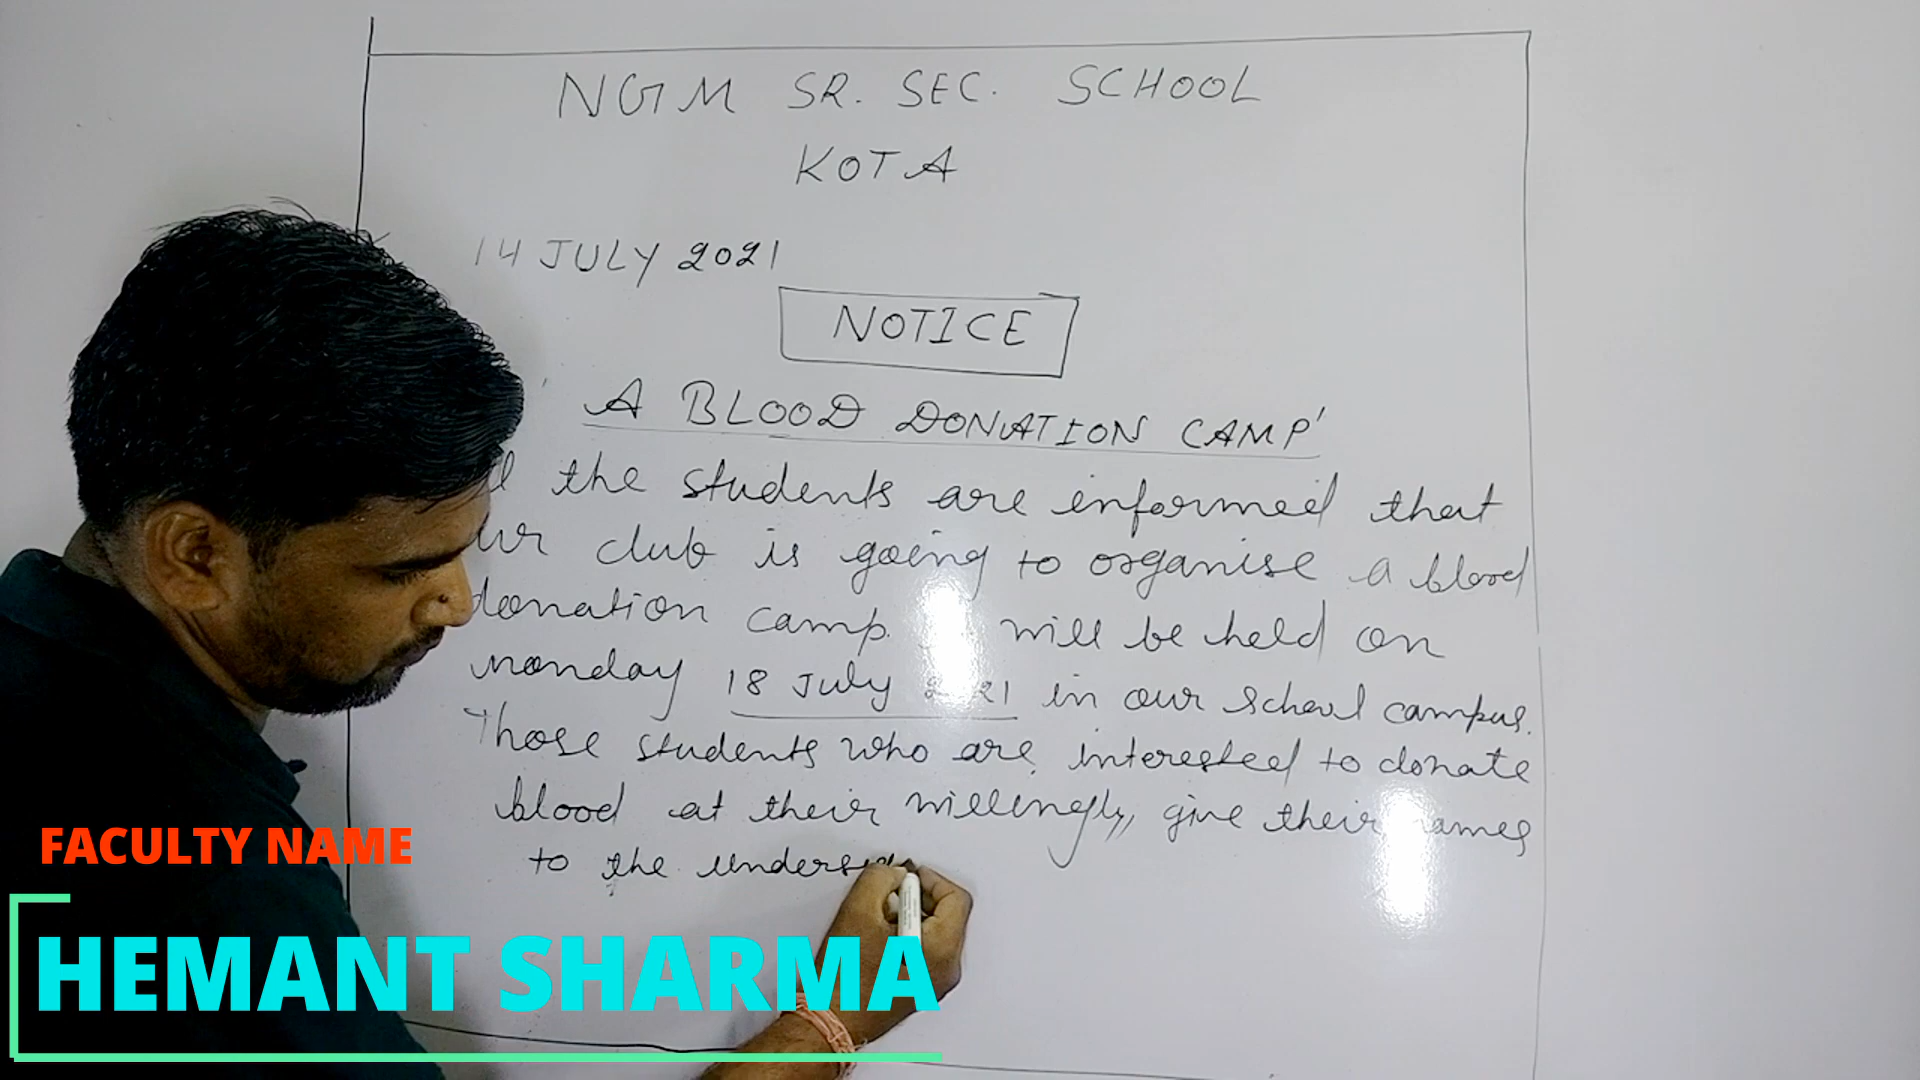 NGM SR. SEC. SCHOOL
KOTA
14 JULY 2021
NOTICE
'A BLOOD DONATION CAMP'
the students are informed that
club is going to organise a blood
donation camp. will be held on
monday 18 July 2021 in our school campus.
Those students who are interested to donate
blood at their willingly, give their names
to the
FACULTY NAME
HEMANT SHARMA